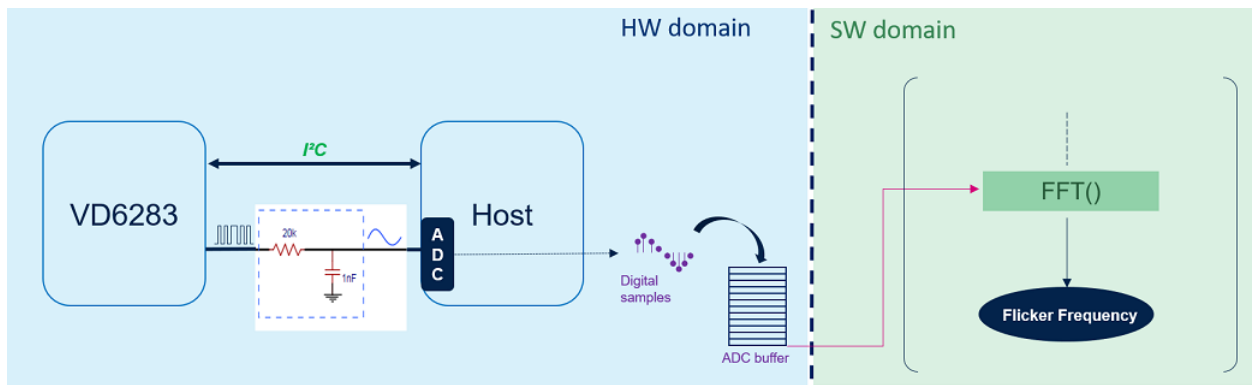 HW domain
SW domain
I²C
VD6283
20k
1nF
A
D
C
Host
Digital
samples
ADC buffer
FFT()
Flicker Frequency